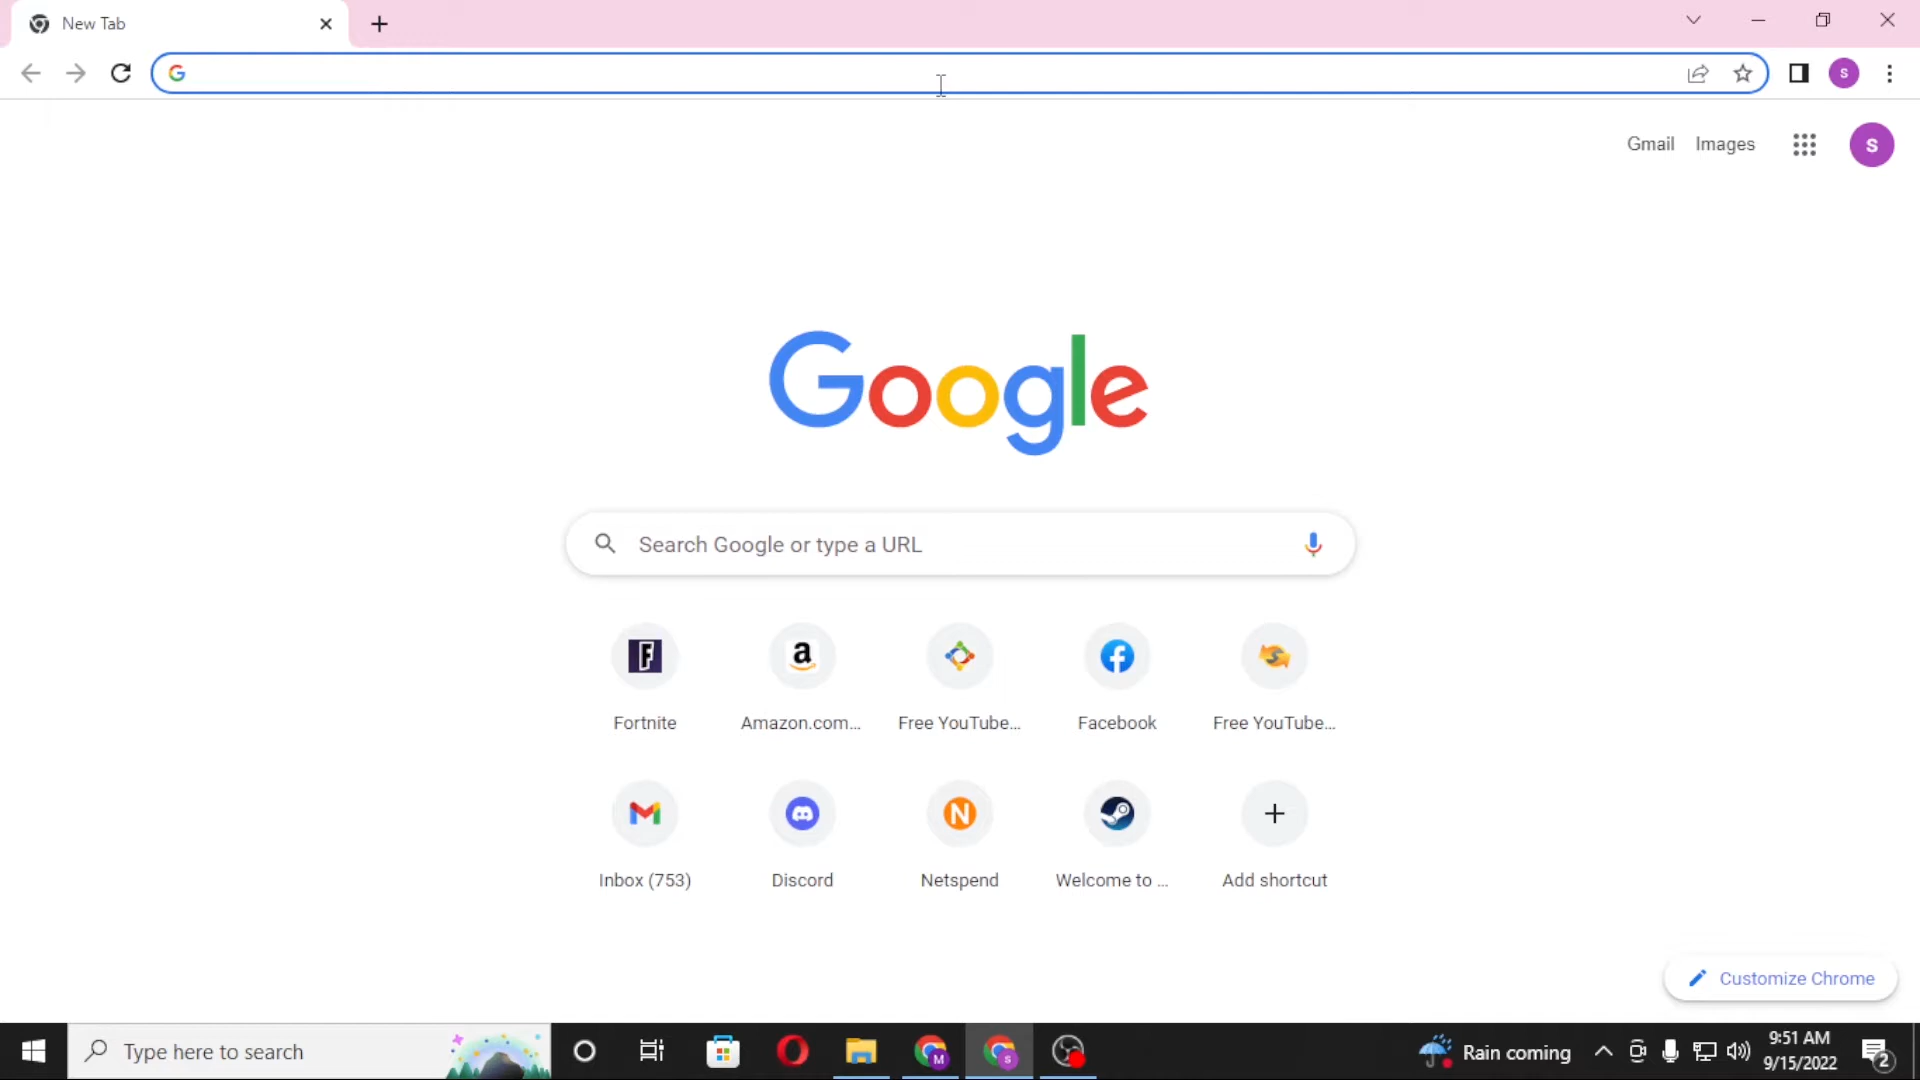 New Tab
Gmail Images
S
S
Google
Search Google or type a URL
Fortnite
Amazon.com...
Free YouTube...
Facebook
Free YouTube...
Inbox (753)
Discord
Netspend
Welcome to ...
Add shortcut
Customize Chrome
Type here to search
M
S
Rain coming
9:51 AM
9/15/2022
2